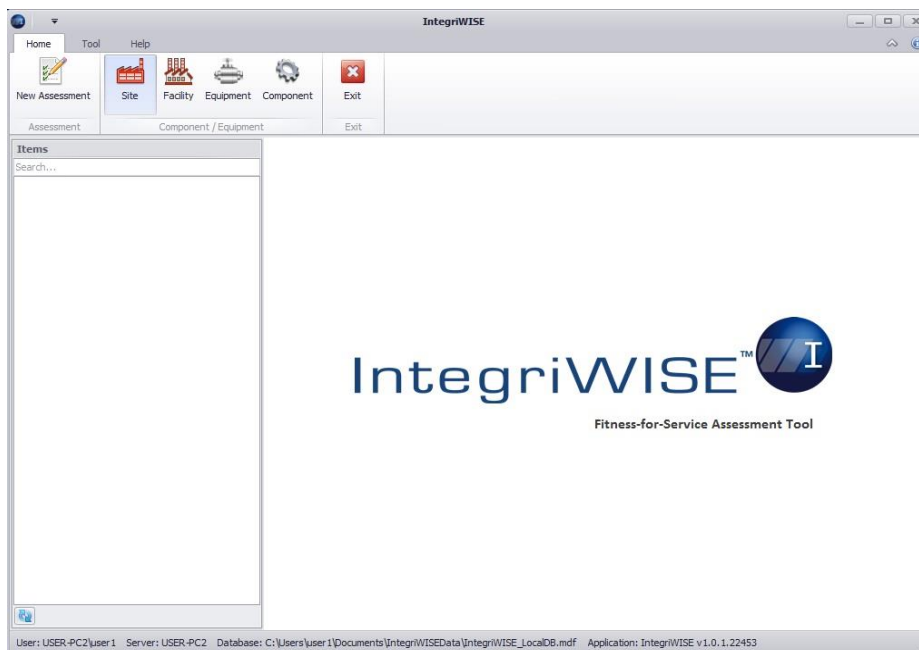 IntegriWISE
Home Tool Help
New Assessment Site Facility Equipment Component Exit
Assessment Component / Equipment Exit
Items
Search...
IntegriWISE™ I
Fitness-for-Service Assessment Tool
User: USER-PC2\user1 Server: USER-PC2 Database: C:\Users\user1\Documents\IntegriWISEData\IntegriWISE_LocalDB.mdf Application: IntegriWISE v1.0.1.22453